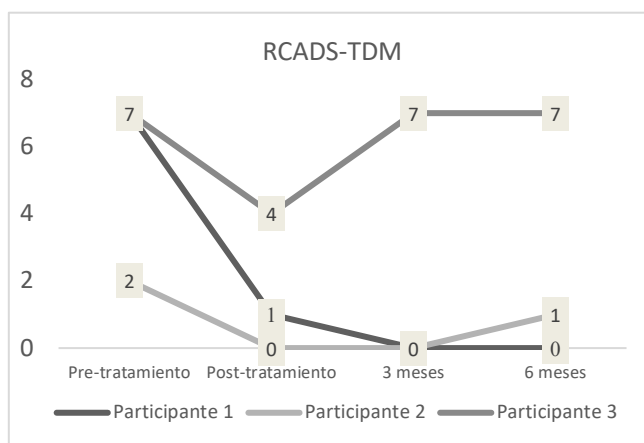 RCADS-TDM
8
7 7 7
6
4 4
2 2
1 1
0 0 0 0
Pre-tratamiento Post-tratamiento 3 meses 6 meses
Participante 1 Participante 2 Participante 3